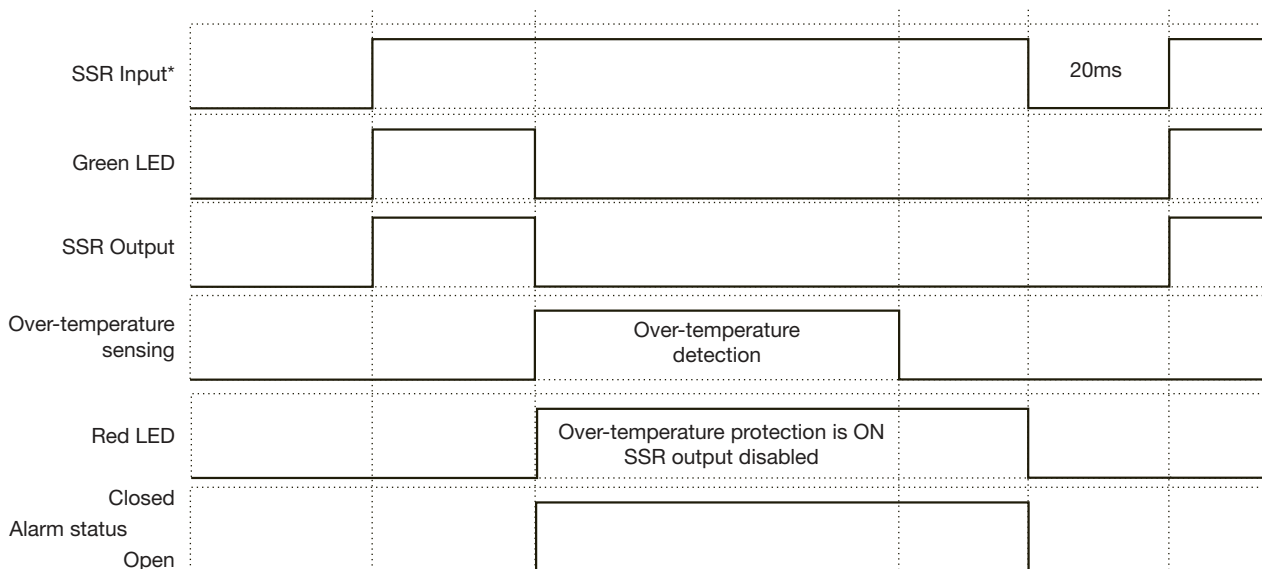 SSR Input*
20ms
Green LED
SSR Output
Over-temperature
sensing
Over-temperature
detection
Red LED
Over-temperature protection is ON
SSR output disabled
Closed
Alarm status
Open